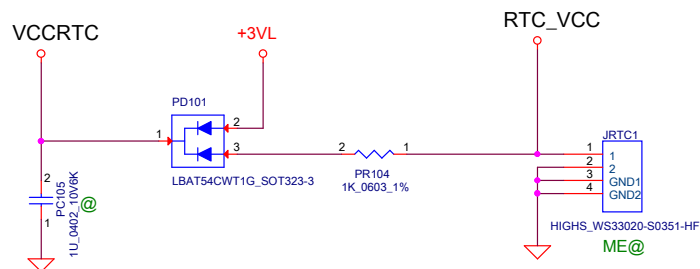 VCCRTC
+3VL
RTC_VCC
PD101
1
2
3
LBAT54CWT1G_SOT323-3
2
1
PR104
1K_0603_1%
JRTC1
1
2
3
4
1
2
GND1
GND2
HIGHS_WS33020-S0351-HF
ME@
2
1
PC105
1U_0402_10V6K
@